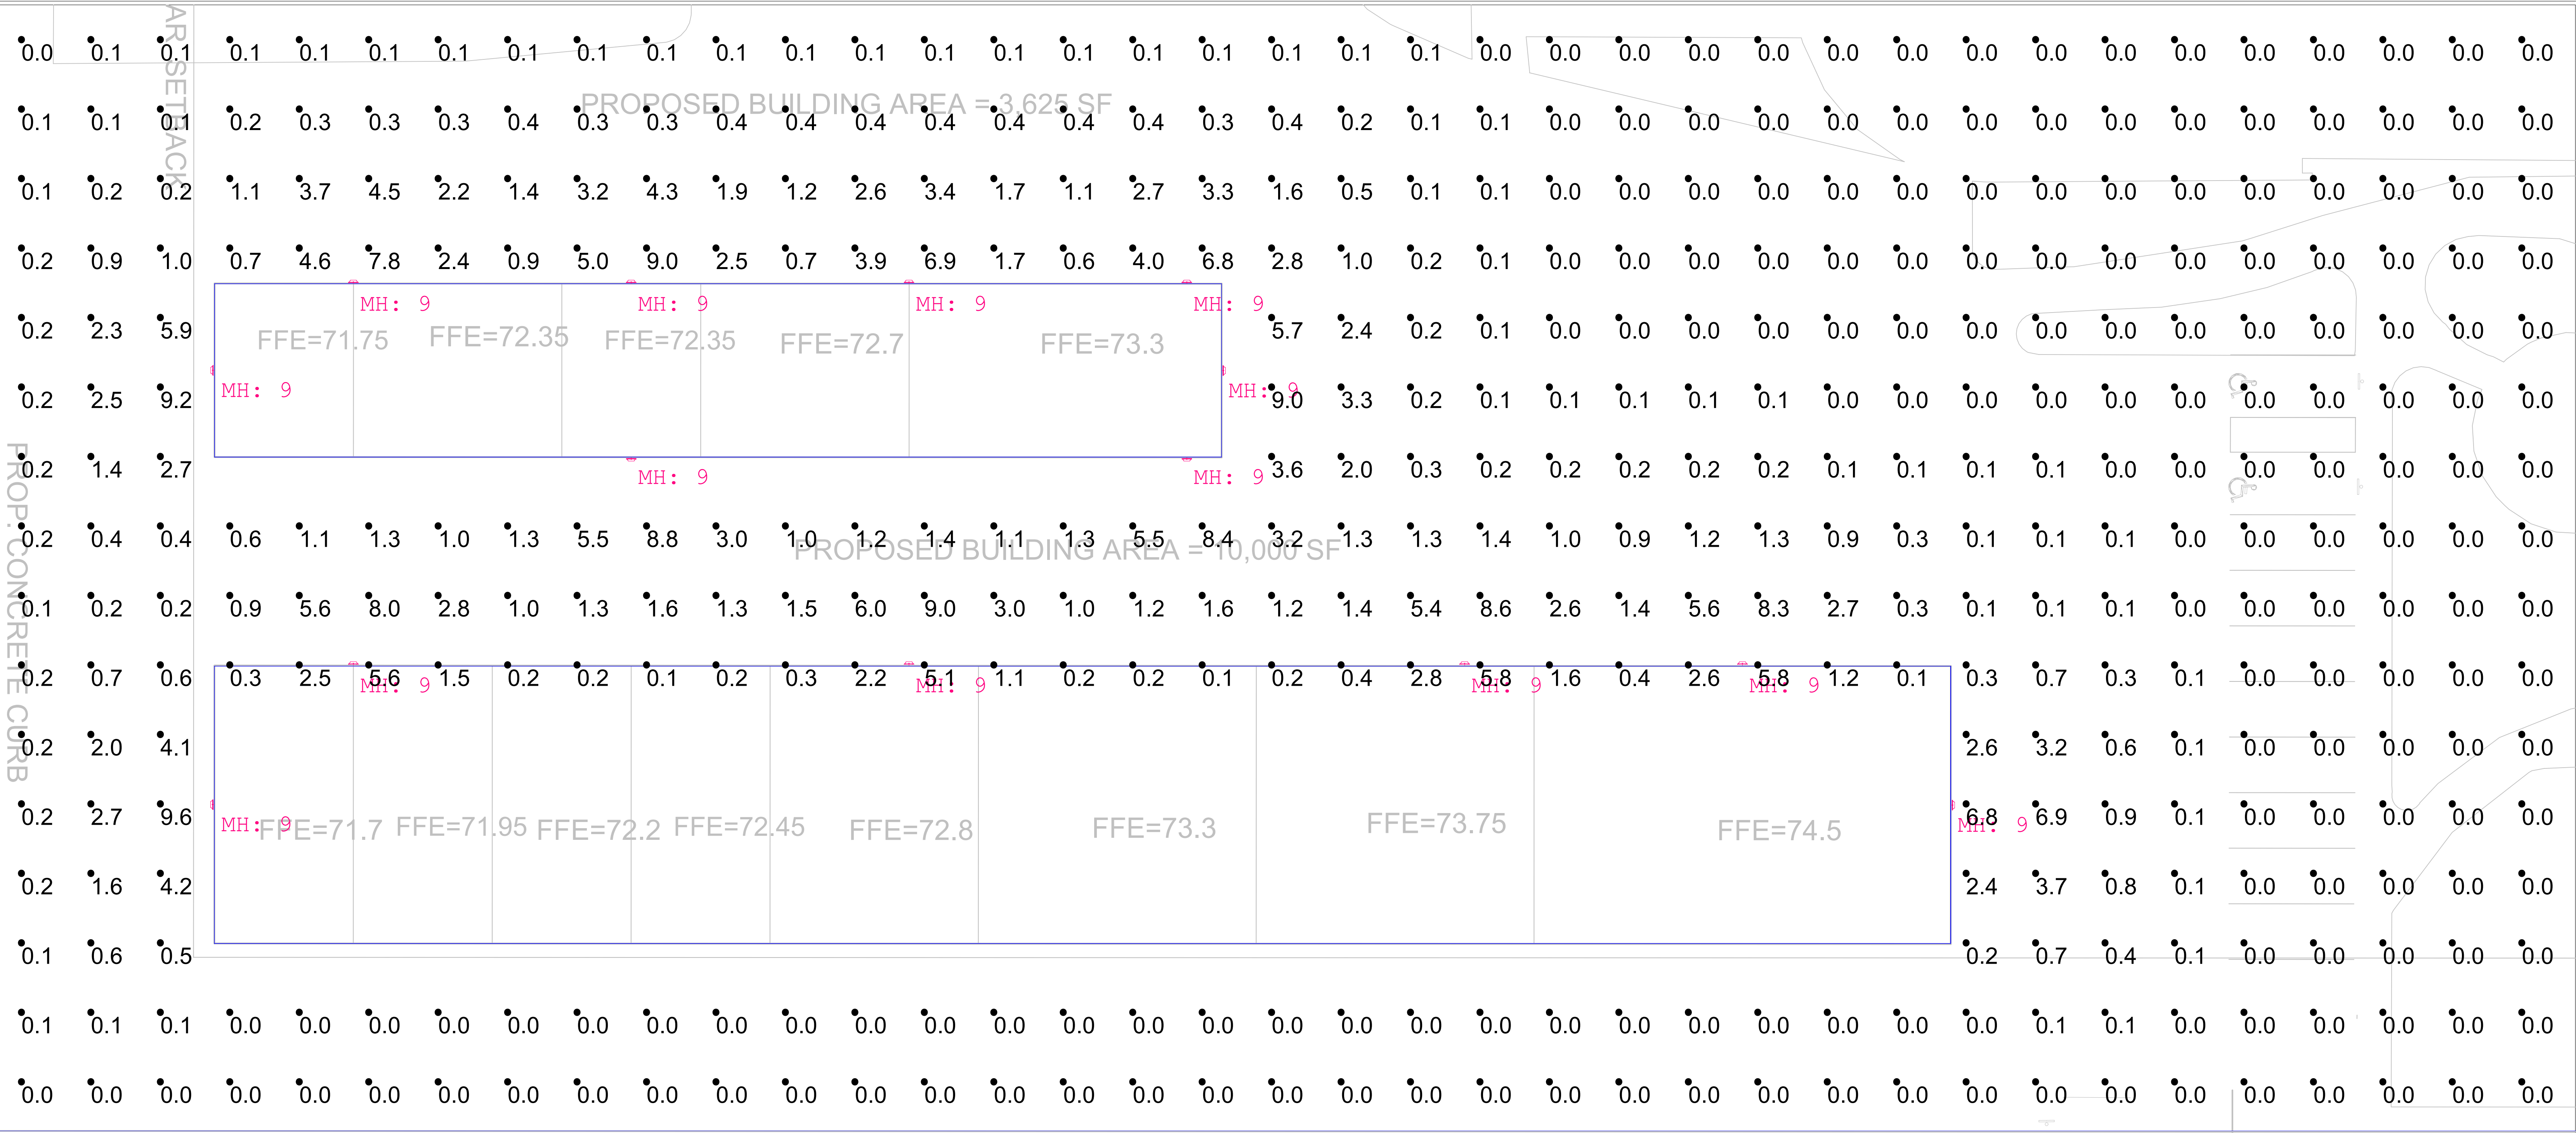 0.0 0.1 0.1 0.1 0.1 0.1 0.1 0.1 0.1 0.1 0.1 0.1 0.1 0.1 0.1 0.1 0.1 0.1 0.1 0.1 0.1 0.0 0.0 0.0 0.0 0.0 0.0 0.0 0.0 0.0 0.0 0.0 0.0 0.0 0.0 0.0 0.0
AR SETBACK
PROPOSED BUILDING AREA = 3,625 SF
0.1 0.1 0.1 0.2 0.3 0.3 0.3 0.4 0.3 0.3 0.4 0.4 0.4 0.4 0.4 0.4 0.4 0.3 0.4 0.2 0.1 0.1 0.0 0.0 0.0 0.0 0.0 0.0 0.0 0.0 0.0 0.0 0.0 0.0 0.0 0.0 0.0
0.1 0.2 0.2 1.1 3.7 4.5 2.2 1.4 3.2 4.3 1.9 1.2 2.6 3.4 1.7 1.1 2.7 3.3 1.6 0.5 0.1 0.1 0.0 0.0 0.0 0.0 0.0 0.0 0.0 0.0 0.0 0.0 0.0 0.0 0.0 0.0 0.0
0.2 0.9 1.0 0.7 4.6 7.8 2.4 0.9 5.0 9.0 2.5 0.7 3.9 6.9 1.7 0.6 4.0 6.8 2.8 1.0 0.2 0.1 0.0 0.0 0.0 0.0 0.0 0.0 0.0 0.0 0.0 0.0 0.0 0.0 0.0 0.0 0.0
MH: 9 MH: 9 MH: 9 MH: 9
0.2 2.3 5.9 5.7 2.4 0.2 0.1 0.0 0.0 0.0 0.0 0.0 0.0 0.0 0.0 0.0 0.0 0.0 0.0 0.0 0.0 0.0
FFE=71.75 FFE=72.35 FFE=72.35 FFE=72.7 FFE=73.3
MH: 9 MH: 9
0.2 2.5 9.2 9.0 3.3 0.2 0.1 0.1 0.1 0.1 0.1 0.0 0.0 0.0 0.0 0.0 0.0 0.0 0.0 0.0 0.0 0.0
0.2 1.4 2.7 3.6 2.0 0.3 0.2 0.2 0.2 0.2 0.2 0.1 0.1 0.1 0.1 0.0 0.0 0.0 0.0 0.0 0.0 0.0
MH: 9 MH: 9
PROP. CONCRETE CURB
0.2 0.4 0.4 0.6 1.1 1.3 1.0 1.3 5.5 8.8 3.0 1.0 1.2 1.4 1.1 1.3 5.5 8.4 3.2 1.3 1.3 1.4 1.0 0.9 1.2 1.3 0.9 0.3 0.1 0.1 0.1 0.0 0.0 0.0 0.0 0.0 0.0
PROPOSED BUILDING AREA = 10,000 SF
0.1 0.2 0.2 0.9 5.6 8.0 2.8 1.0 1.3 1.6 1.3 1.5 6.0 9.0 3.0 1.0 1.2 1.6 1.2 1.4 5.4 8.6 2.6 1.4 5.6 8.3 2.7 0.3 0.1 0.1 0.1 0.0 0.0 0.0 0.0 0.0 0.0
0.2 0.7 0.6 0.3 2.5 5.6 1.5 0.2 0.2 0.1 0.2 0.3 2.2 5.1 1.1 0.2 0.2 0.1 0.2 0.4 2.8 5.8 1.6 0.4 2.6 5.8 1.2 0.1 0.3 0.7 0.3 0.1 0.0 0.0 0.0 0.0 0.0
MH: 9 MH: 9 MH: 9 MH: 9
0.2 2.0 4.1 2.6 3.2 0.6 0.1 0.0 0.0 0.0 0.0 0.0
0.2 2.7 9.6 6.8 6.9 0.9 0.1 0.0 0.0 0.0 0.0 0.0
MH: 9 MH: 9
FFE=71.7 FFE=71.95 FFE=72.2 FFE=72.45 FFE=72.8 FFE=73.3 FFE=73.75 FFE=74.5
0.2 1.6 4.2 2.4 3.7 0.8 0.1 0.0 0.0 0.0 0.0 0.0
0.1 0.6 0.5 0.2 0.7 0.4 0.1 0.0 0.0 0.0 0.0 0.0
0.1 0.1 0.1 0.0 0.0 0.0 0.0 0.0 0.0 0.0 0.0 0.0 0.0 0.0 0.0 0.0 0.0 0.0 0.0 0.0 0.0 0.0 0.0 0.0 0.0 0.0 0.0 0.0 0.0 0.1 0.1 0.0 0.0 0.0 0.0 0.0 0.0
0.0 0.0 0.0 0.0 0.0 0.0 0.0 0.0 0.0 0.0 0.0 0.0 0.0 0.0 0.0 0.0 0.0 0.0 0.0 0.0 0.0 0.0 0.0 0.0 0.0 0.0 0.0 0.0 0.0 0.0 0.0 0.0 0.0 0.0 0.0 0.0 0.0